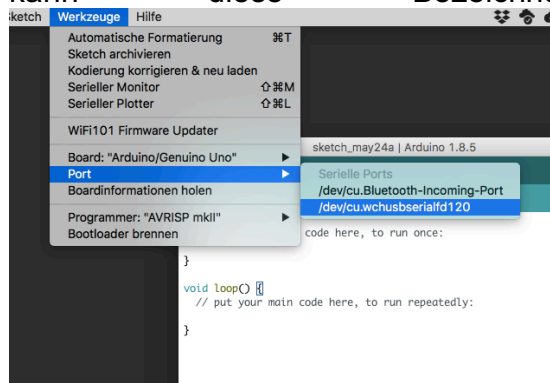 kann diese
Sketch Werkzeuge Hilfe
Automatische Formatierung ⌘T
Sketch archivieren
Kodierung korrigieren & neu laden
Serieller Monitor ⇧⌘M
Serieller Plotter ⇧⌘L
WiFi101 Firmware Updater
sketch_may24a | Arduino 1.8.5
Board: "Arduino/Genuino Uno"
Port
Serielle Ports
Boardinformationen holen
/dev/cu.Bluetooth-Incoming-Port
/dev/cu.wchusbserialfd120
Programmer: "AVRISP mkII"
Bootloader brennen
code here, to run once:
}
void loop() {
// put your main code here, to run repeatedly:
}